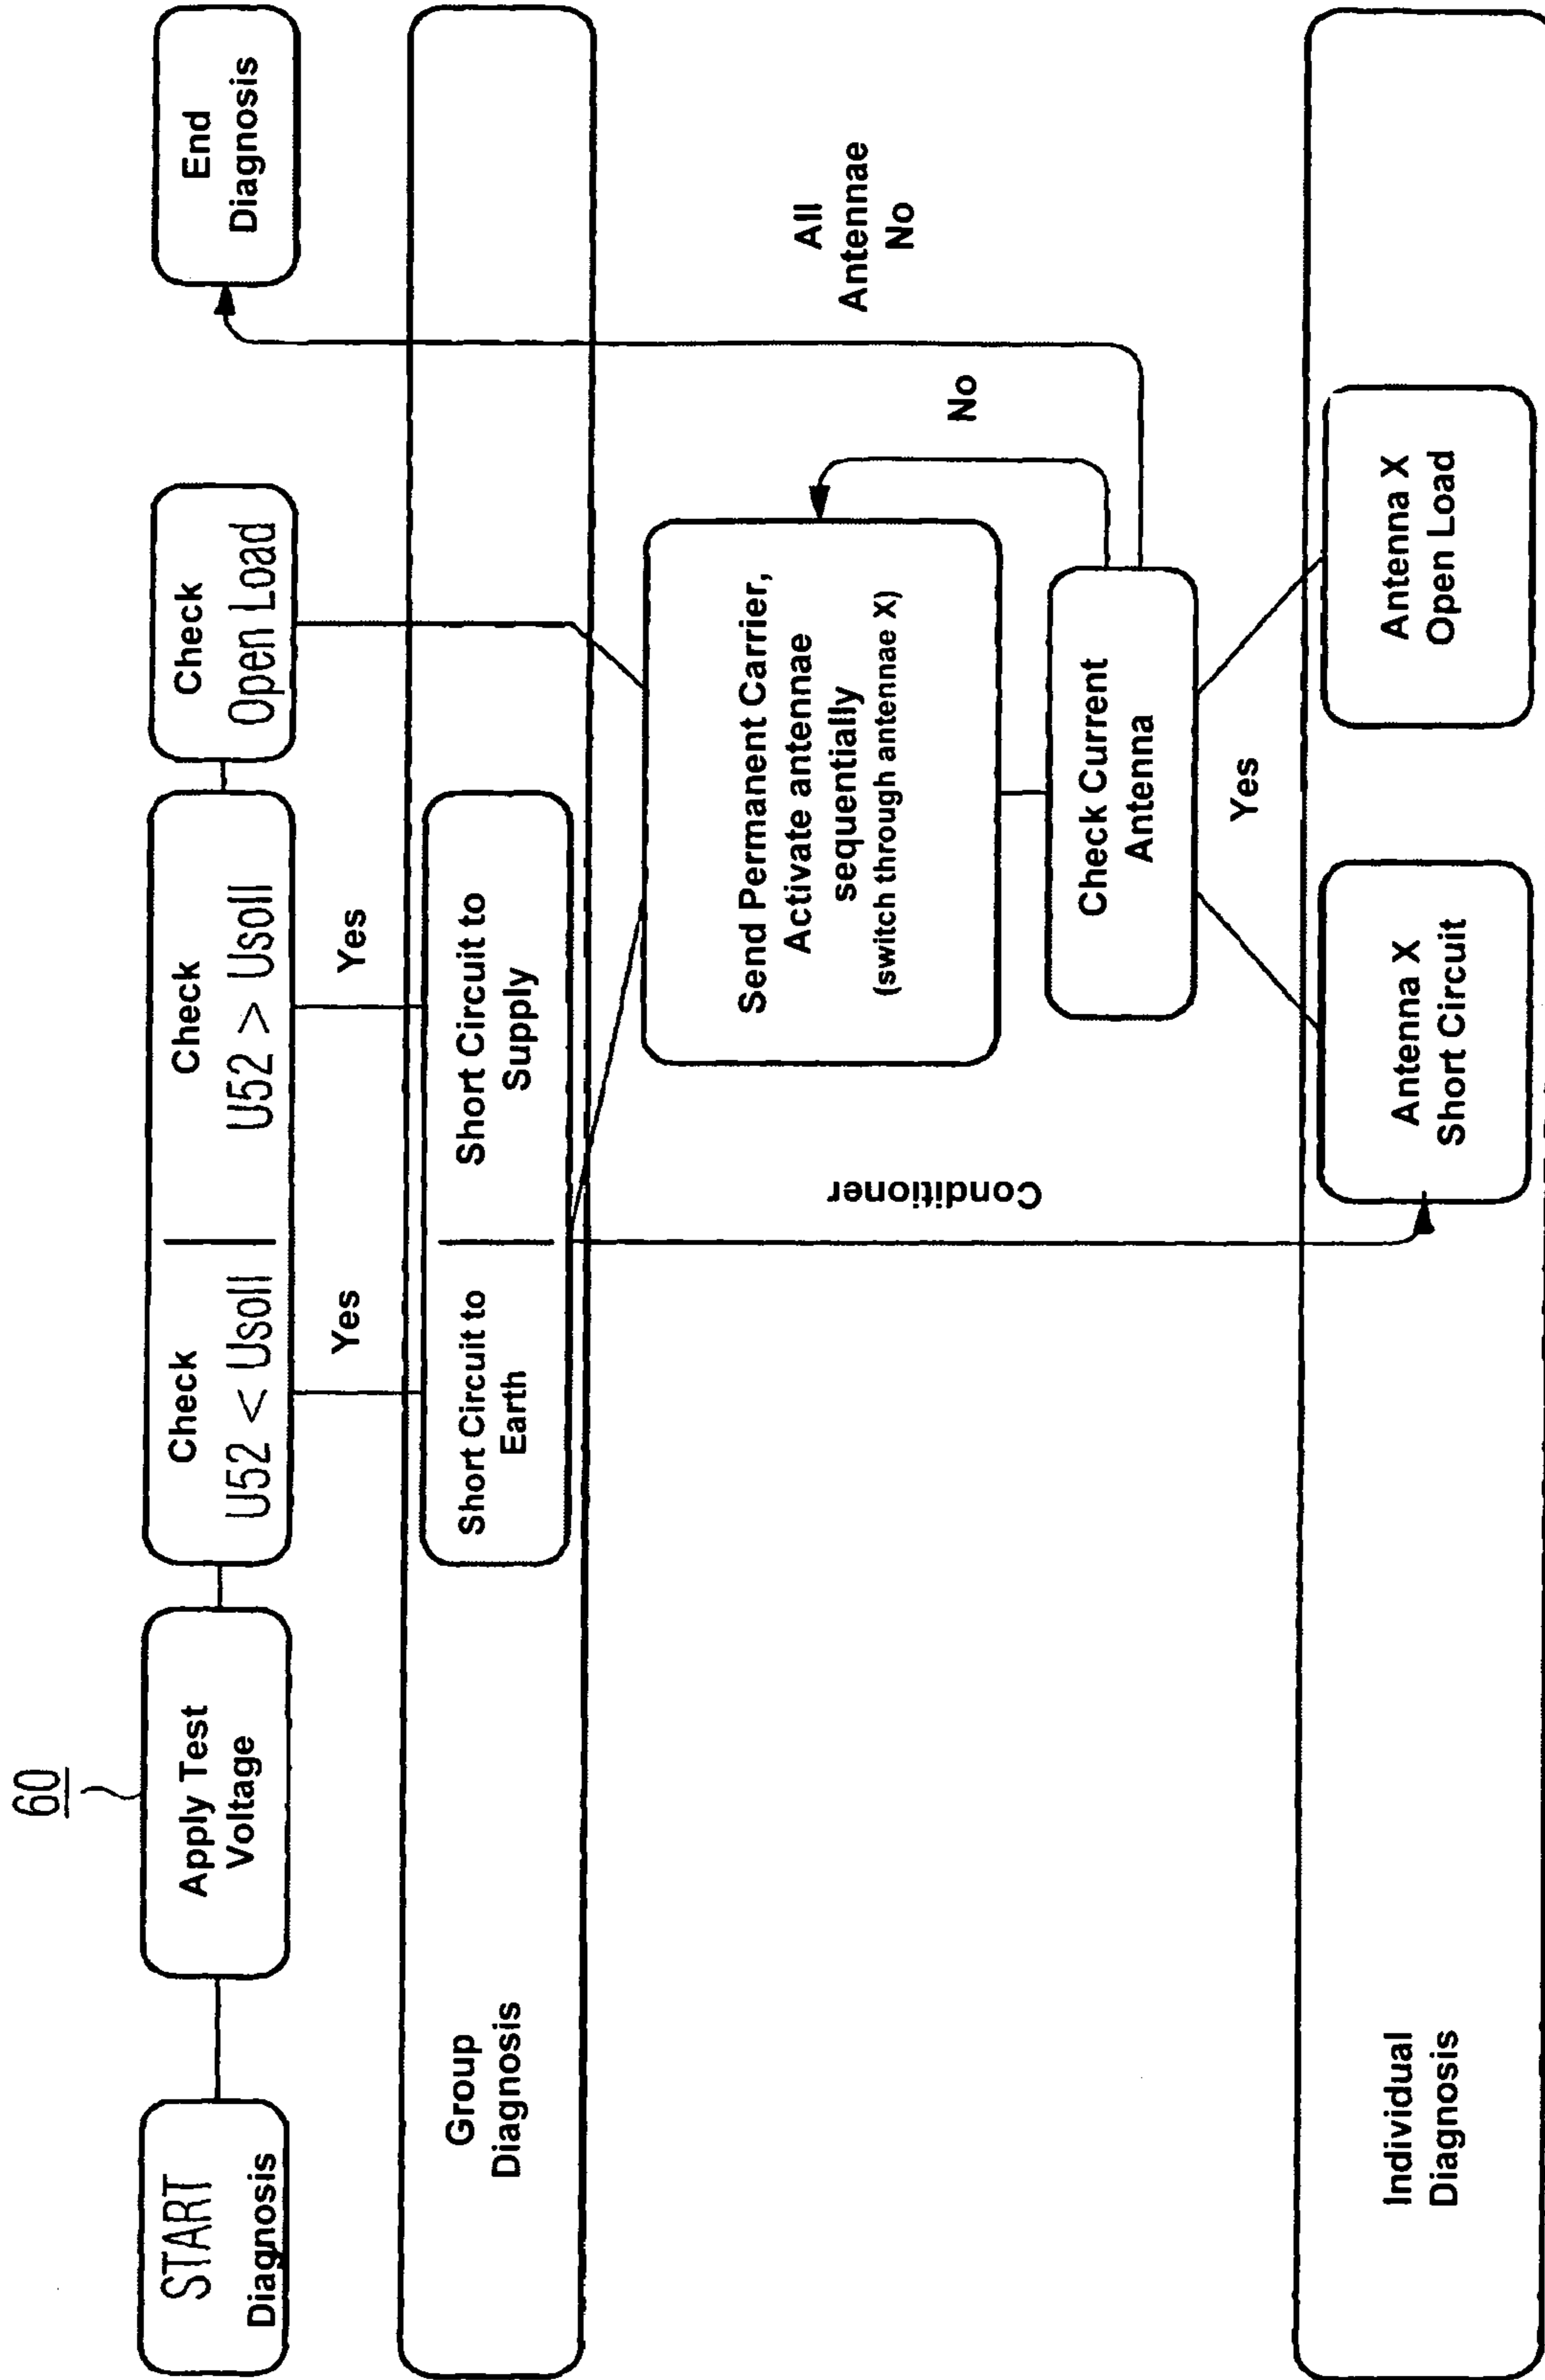 60
START
Diagnosis
Apply Test
Voltage
Check
U52 < Usoll
Check
U52 > Usoll
Check
Open Load
End
Diagnosis
Yes
Yes
Group
Diagnosis
Short Circuit to
Earth
Short Circuit to
Supply
Send Permanent Carrier,
Activate antennae
sequentially
(switch through antennae X)
Conditioner
No
All
Antennae
No
Check Current
Antenna
Yes
Individual
Diagnosis
Antenna X
Short Circuit
Antenna X
Open Load